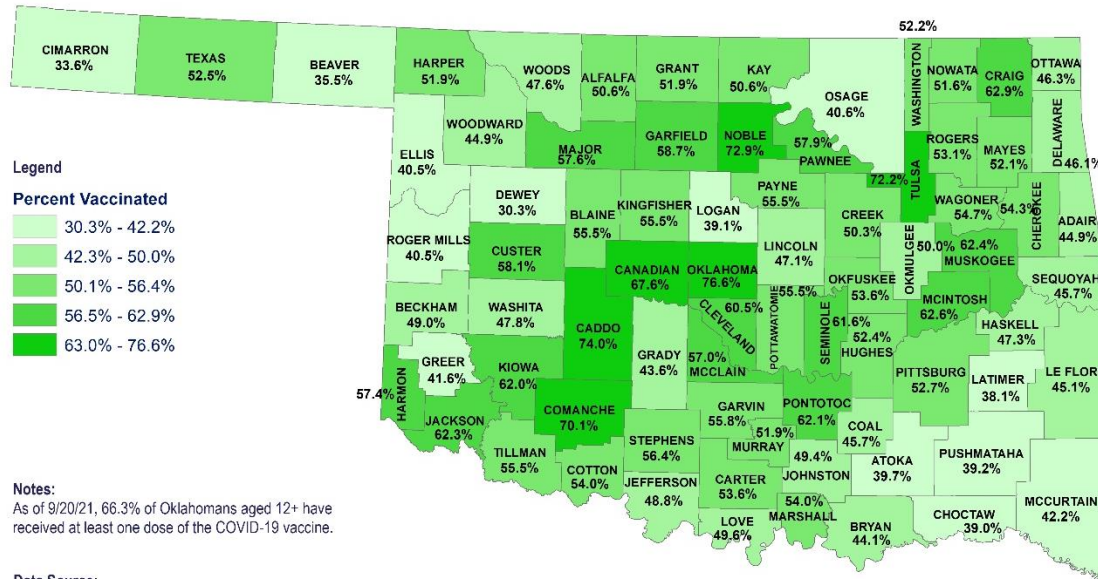 52.2%
CIMARRON
33.6%
TEXAS
52.5%
BEAVER
35.5%
HARPER
51.9%
WOODS
47.6%
ALFALFA
50.6%
GRANT
51.9%
KAY
50.6%
OSAGE
40.6%
WASHINGTON
NOWATA
51.6%
CRAIG
62.9%
OTTAWA
46.3%
ELLIS
40.5%
WOODWARD
44.9%
MAJOR
57.6%
GARFIELD
58.7%
NOBLE
72.9%
57.9%
PAWNEE
72.2%
TULSA
ROGERS
53.1%
MAYES
52.1%
DELAWARE
46.1%
Legend
Percent Vaccinated
30.3% - 42.2%
42.3% - 50.0%
50.1% - 56.4%
56.5% - 62.9%
63.0% - 76.6%
DEWEY
30.3%
BLAINE
55.5%
KINGFISHER
55.5%
LOGAN
39.1%
PAYNE
55.5%
CREEK
50.3%
WAGONER
54.7%
54.3%
CHEROKEE
ADAIR
44.9%
ROGER MILLS
40.5%
CUSTER
58.1%
CANADIAN
67.6%
OKLAHOMA
76.6%
LINCOLN
47.1%
OKMULGEE
50.0%
62.4%
MUSKOGEE
SEQUOYAH
45.7%
BECKHAM
49.0%
WASHITA
47.8%
CADDO
74.0%
GRADY
43.6%
60.5%
CLEVELAND
55.5%
POTTAWATOMIE
SEMINOLE
61.6%
OKFUSKEE
53.6%
MCINTOSH
62.6%
HASKELL
47.3%
GREER
41.6%
KIOWA
62.0%
57.0%
MCCLAIN
52.4%
HUGHES
PITTSBURG
52.7%
LATIMER
38.1%
LE FLOR
45.1%
57.4%
HARMON
JACKSON
62.3%
COMANCHE
70.1%
GARVIN
55.8%
PONTOTOC
62.1%
COAL
45.7%
PUSHMATAHA
39.2%
TILLMAN
55.5%
COTTON
54.0%
STEPHENS
56.4%
51.9%
MURRAY
49.4%
JOHNSTON
ATOKA
39.7%
MCCURTAIN
42.2%
JEFFERSON
48.8%
CARTER
53.6%
54.0%
MARSHALL
LOVE
49.6%
BRYAN
44.1%
CHOCTAW
39.0%
Notes:
As of 9/20/21, 66.3% of Oklahomans aged 12+ have
received at least one dose of the COVID-19 vaccine.
Data Source: